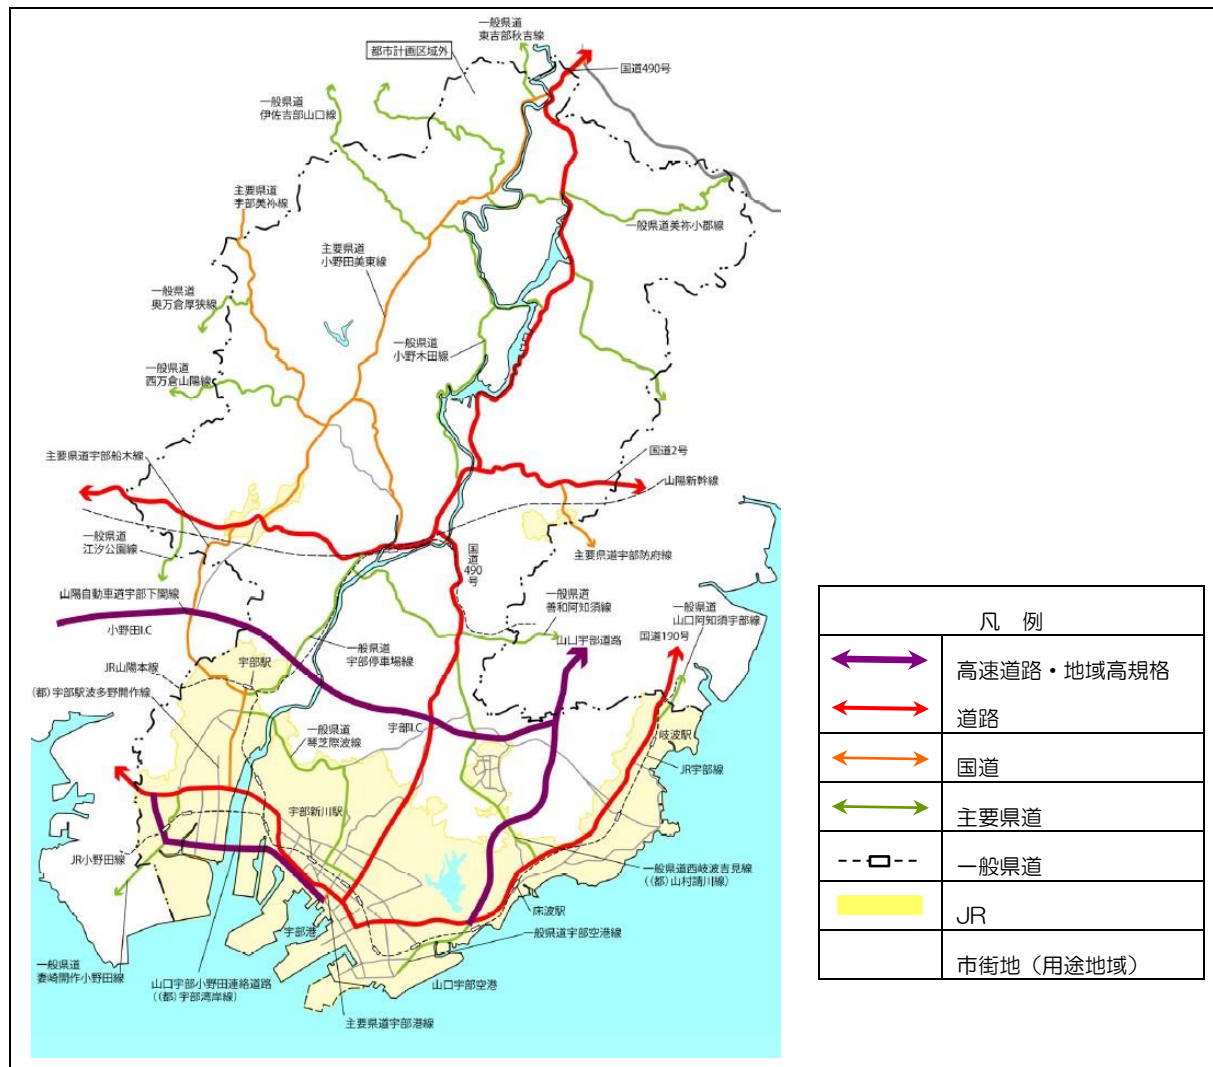 一般県道
東吉部秋吉線
都市計画区域外
国道490号
一般県道
伊佐吉部山口線
主要県道
宇部美祢線
一般県道美祢小郡線
主要県道
小野田美東線
一般県道
奥万倉厚狭線
一般県道
小野木田線
一般県道
西万倉山陽線
主要県道宇部船木線
国道2号
山陽新幹線
一般県道
江汐公園線
国道
490
号
主要県道宇部防府線
山陽自動車道宇部下関線
小野田I.C
一般県道
善和阿知須線
一般県道
山口阿知須宇部線
山口宇部道路
国道190号
一般県道
宇部停車場線
JR山陽本線
宇部駅
(都)宇部駅波多野開作線
宇部I.C
一般県道
琴芝際波線
岐波駅
JR宇部線
宇部新川駅
JR小野田線
一般県道西岐波吉見線
((都)山村請川線)
床波駅
宇部港
一般県道宇部空港線
一般県道
妻崎開作小野田線
山口宇部小野田連絡道路
((都)宇部湾岸線)
山口宇部空港
主要県道宇部港線
凡 例
高速道路・地域高規格
道路
国道
主要県道
一般県道
JR
市街地（用途地域）